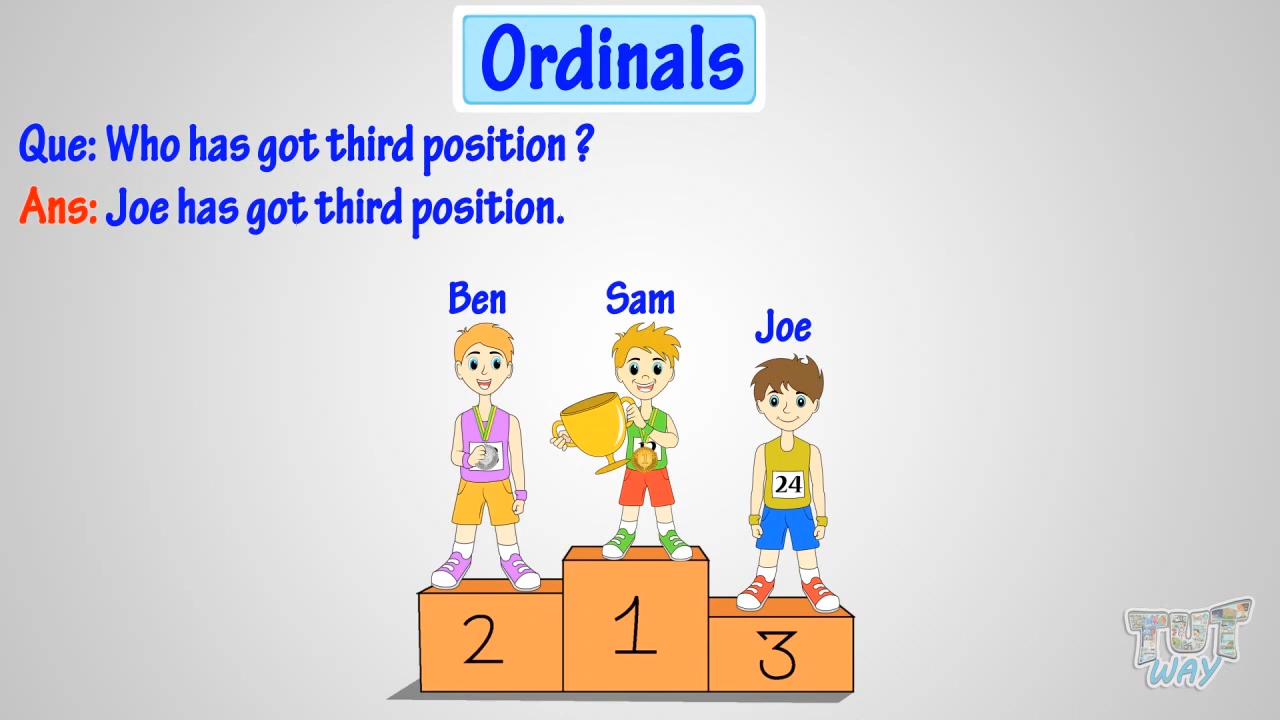 Ordinals
Que: Who has got third position ?
Ans: Joe has got third position.
Ben
Sam
Joe
1
24
2
1
3
TUT
WAY